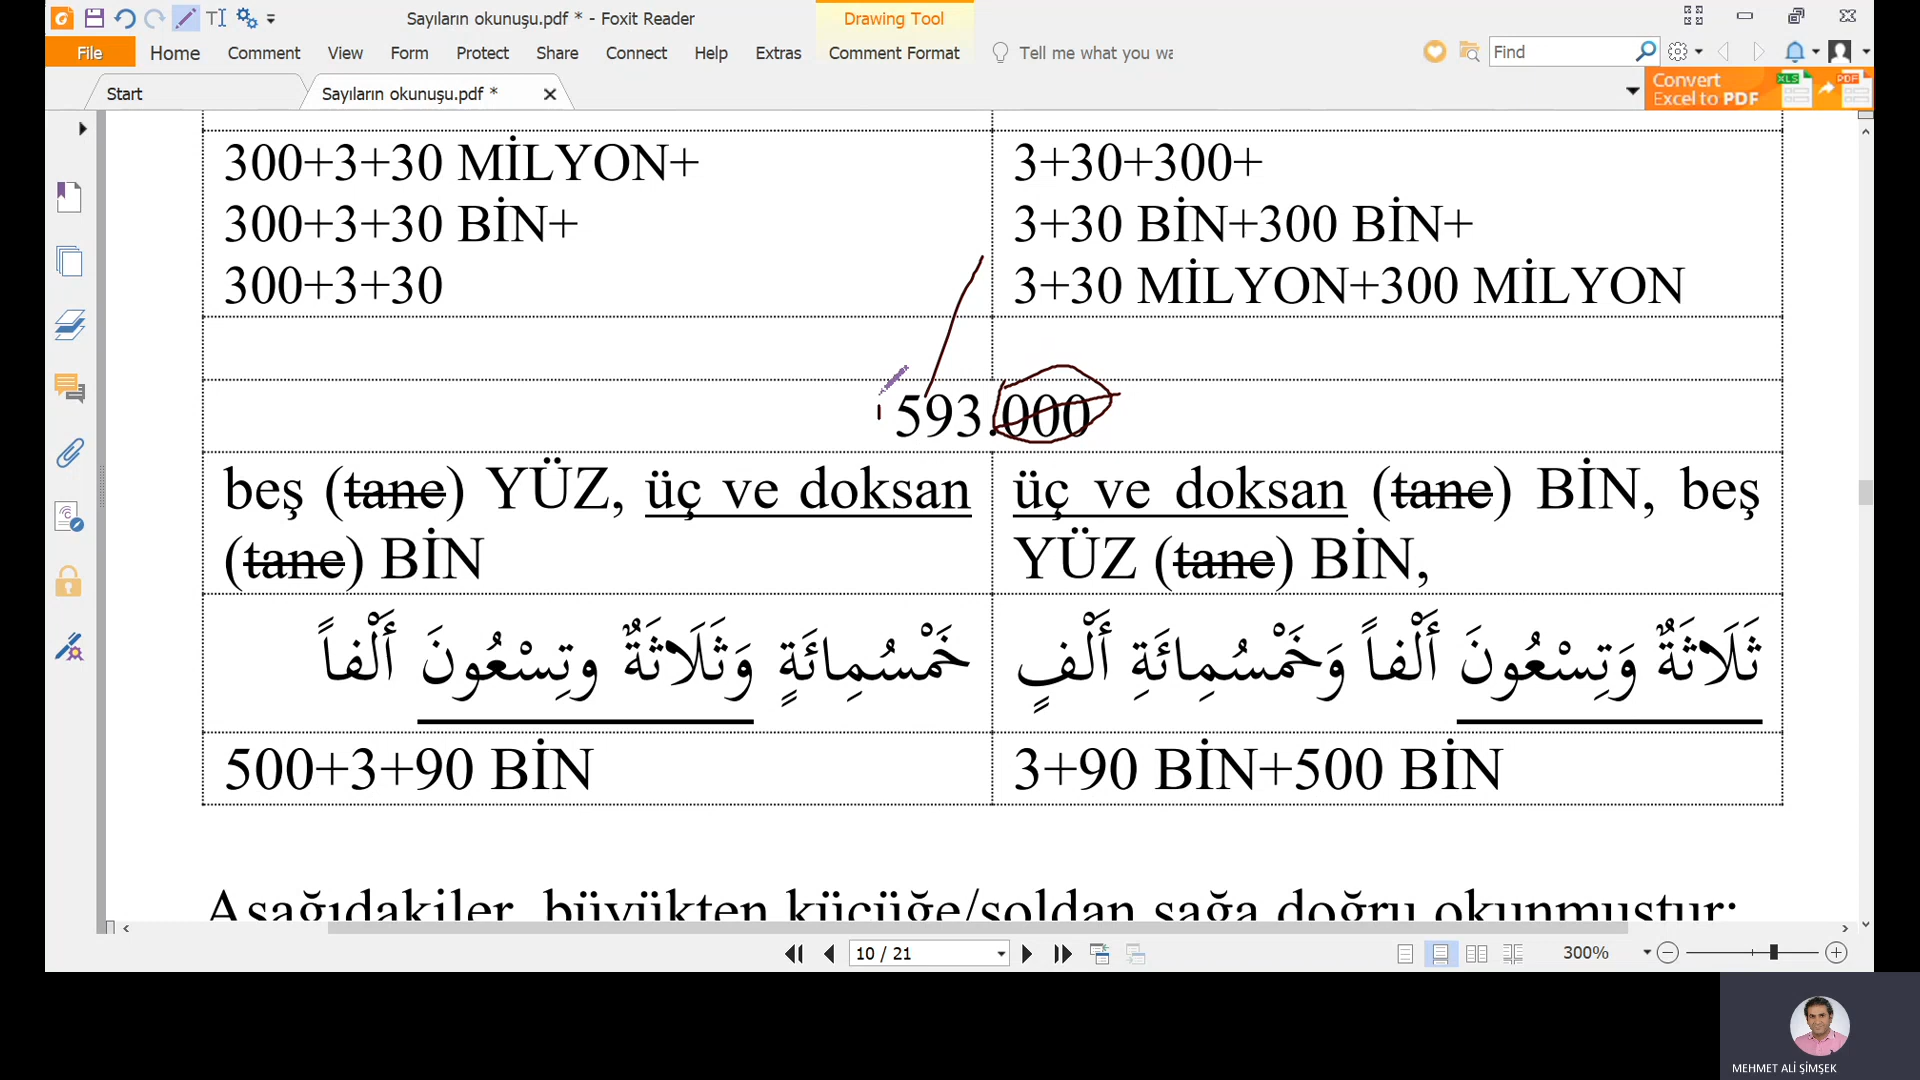 Sayıların okunuşu.pdf * - Foxit Reader
Drawing Tool
File Home Comment View Form Protect Share Connect Help Extras Comment Format Tell me what you wa
Find
Start
Sayıların okunuşu.pdf *
Convert
Excel to PDF
XLS
PDF
300+3+30 MİLYON+
300+3+30 BİN+
300+3+30
3+30+300+
3+30 BİN+300 BİN+
3+30 MİLYON+300 MİLYON
593.000
beş (tane) YÜZ, üç ve doksan
(tane) BİN
üç ve doksan (tane) BİN, beş
YÜZ (tane) BİN,
خَمْسُمِائَةٍ وَثَلَاثَةٌ وتِسْعُونَ أَلْفاً
ثَلَاثَةٌ وَتِسْعُونَ أَلْفاً وَخَمْسُمِائَةِ أَلْفٍ
500+3+90 BİN
3+90 BİN+500 BİN
Aşağıdakiler, büyükten küçüğe/soldan sağa doğru okunmuştur:
10 / 21
300%
MEHMET ALİ ŞİMŞEK